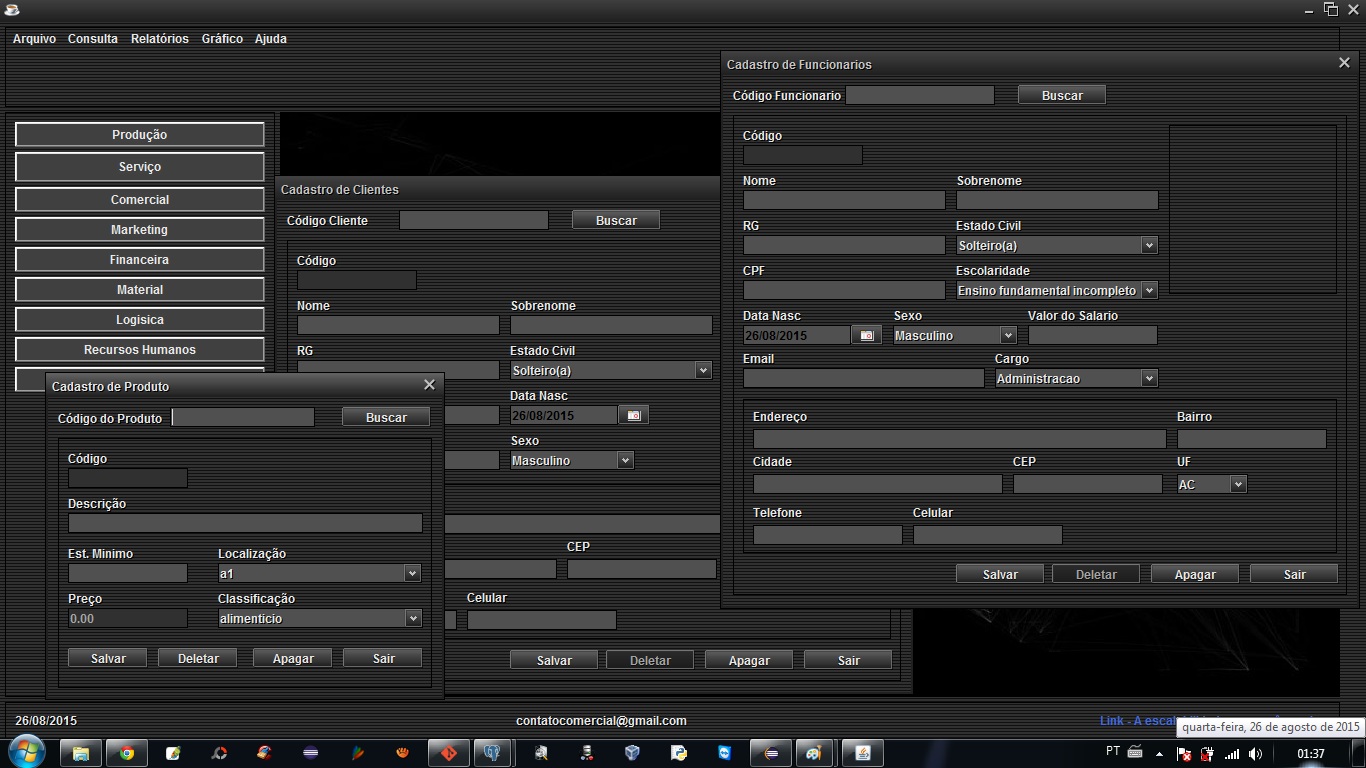 Arquivo Consulta Relatórios Gráfico Ajuda
Produção
Serviço
Comercial
Marketing
Financeira
Material
Logisica
Recursos Humanos
Cadastro de Clientes
Código Cliente Buscar
Código
Nome Sobrenome
RG Estado Civil
Solteiro(a)
Data Nasc
26/08/2015
Sexo
Masculino
CEP
Celular
Salvar Deletar Apagar Sair
Cadastro de Produto
Código do Produto Buscar
Código
Descrição
Est. Minimo Localização
a1
Preço Classificação
0.00 alimenticio
Salvar Deletar Apagar Sair
Cadastro de Funcionarios
Código Funcionario Buscar
Código
Nome Sobrenome
RG Estado Civil
Solteiro(a)
CPF Escolaridade
Ensino fundamental incompleto
Data Nasc Sexo Valor do Salario
26/08/2015 Masculino
Email Cargo
Administracao
Endereço Bairro
Cidade CEP UF
AC
Telefone Celular
Salvar Deletar Apagar Sair
26/08/2015 contatocomercial@gmail.com Link - A
quarta-feira, 26 de agosto de 2015
PT 01:37